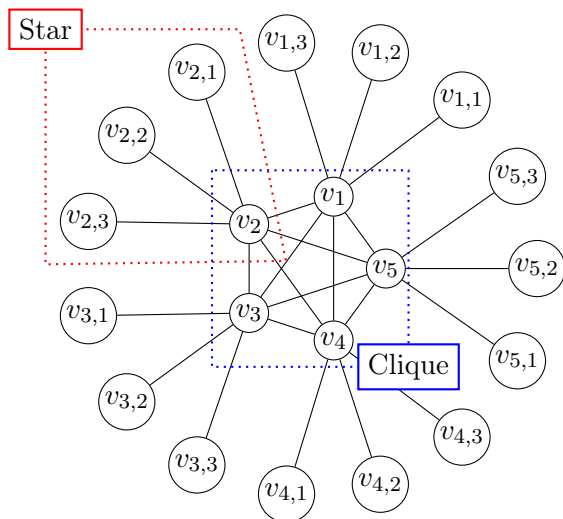 Star
v1,3
v1,2
v2,1
v1,1
v2,2
v5,3
v1
v2,3
v2
v5
v5,2
v3,1
v3
v4
v5,1
Clique
v3,2
v4,3
v3,3
v4,1
v4,2